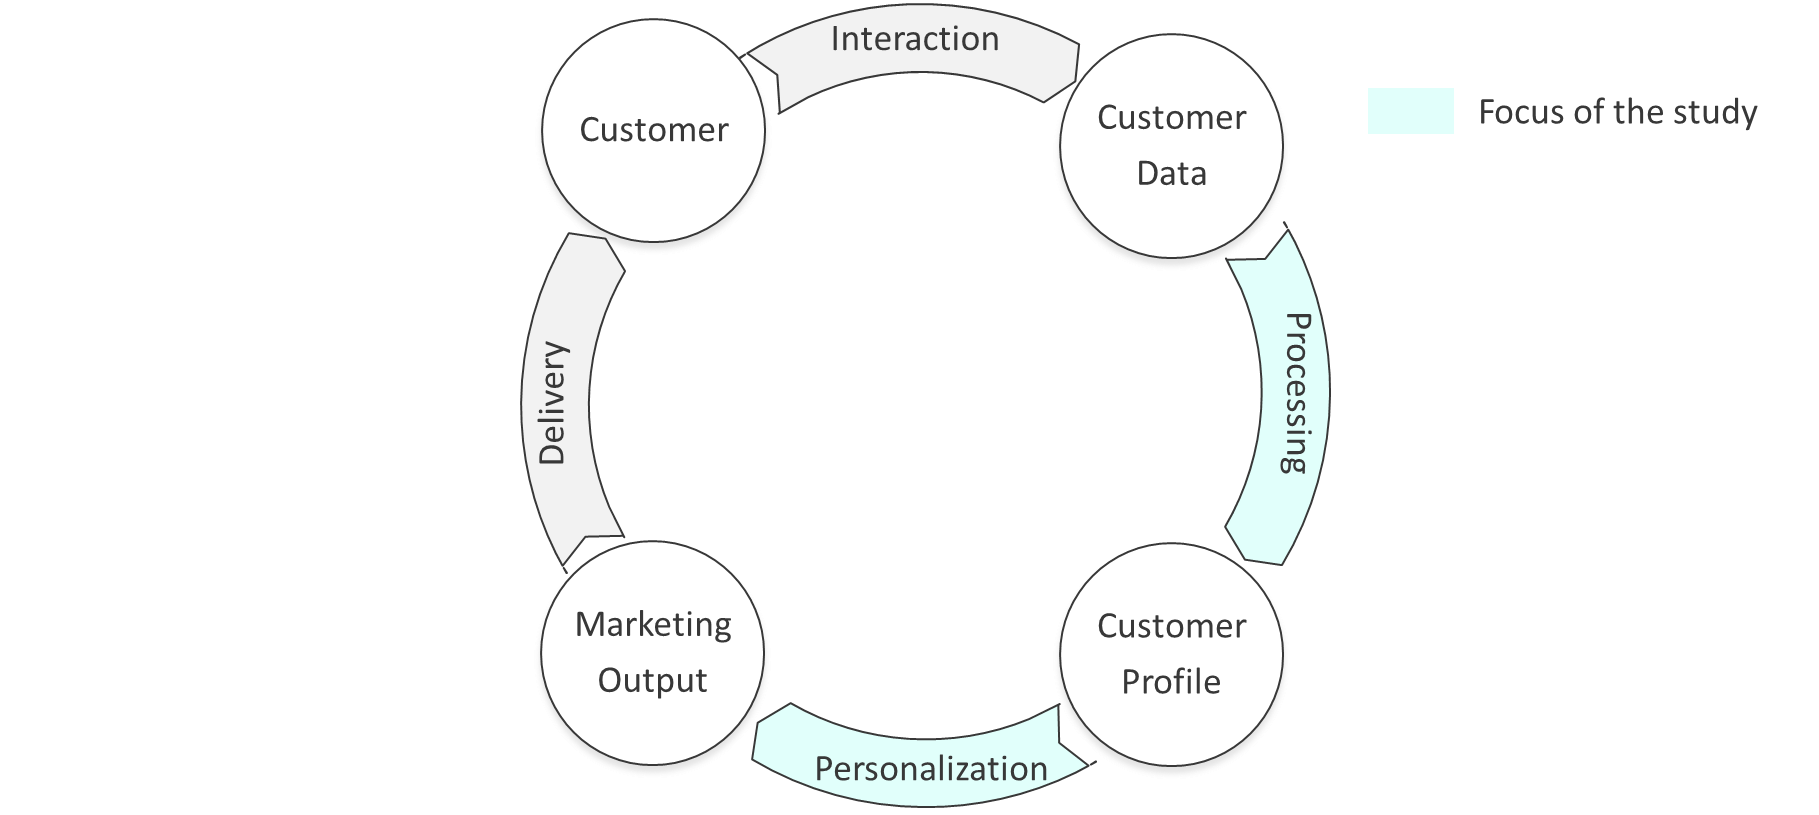 Interaction
Customer
Customer
Data
Focus of the study
Processing
Delivery
Marketing
Output
Customer
Profile
Personalization